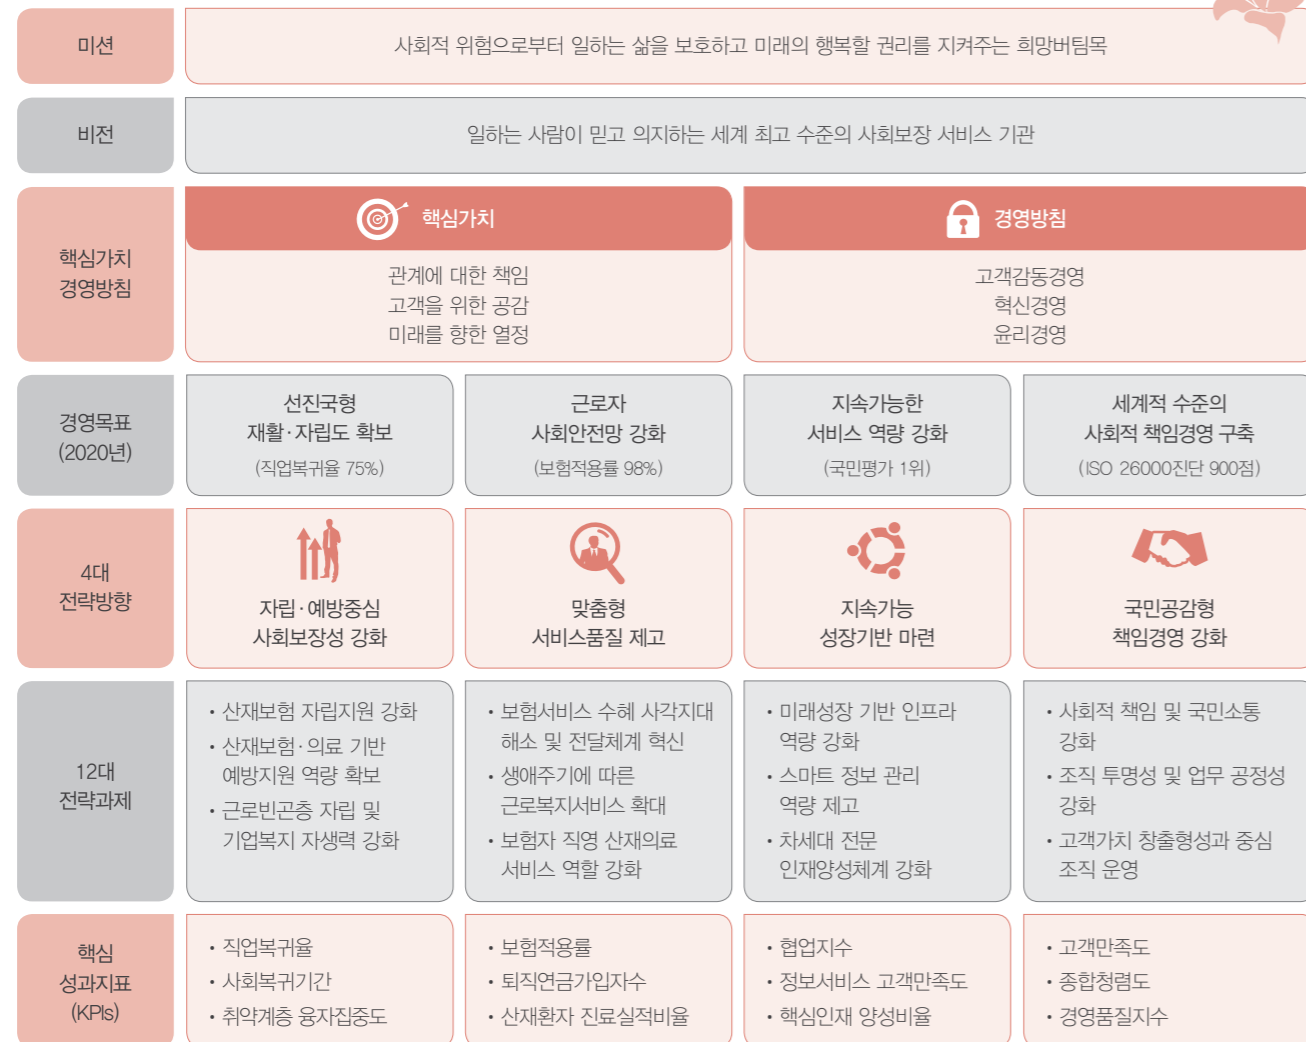 미션
사회적 위험으로부터 일하는 삶을 보호하고 미래의 행복할 권리를 지켜주는 희망버팀목
비전
일하는 사람이 믿고 의지하는 세계 최고 수준의 사회보장 서비스 기관
핵심가치
경영방침
핵심가치
관계에 대한 책임
고객을 위한 공감
미래를 향한 열정
경영방침
고객감동경영
혁신경영
윤리경영
경영목표
(2020년)
선진국형
재활·자립도 확보
(직업복귀율 75%)
근로자
사회안전망 강화
(보험적용률 98%)
지속가능한
서비스 역량 강화
(국민평가 1위)
세계적 수준의
사회적 책임경영 구축
(ISO 26000진단 900점)
4대
전략방향
자립·예방중심
사회보장성 강화
맞춤형
서비스품질 제고
지속가능
성장기반 마련
국민공감형
책임경영 강화
12대
전략과제
• 산재보험 자립지원 강화
• 산재보험·의료 기반
예방지원 역량 확보
• 근로빈곤층 자립 및
기업복지 자생력 강화
• 보험서비스 수혜 사각지대
해소 및 전달체계 혁신
• 생애주기에 따른
근로복지서비스 확대
• 보험자 직영 산재의료
서비스 역할 강화
• 미래성장 기반 인프라
역량 강화
• 스마트 정보 관리
역량 제고
• 차세대 전문
인재양성체계 강화
• 사회적 책임 및 국민소통
강화
• 조직 투명성 및 업무 공정성
강화
• 고객가치 창출형성과 중심
조직 운영
핵심
성과지표
(KPIs)
• 직업복귀율
• 사회복귀기간
• 취약계층 융자집중도
• 보험적용률
• 퇴직연금가입자수
• 산재환자 진료실적비율
• 협업지수
• 정보서비스 고객만족도
• 핵심인재 양성비율
• 고객만족도
• 종합청렴도
• 경영품질지수